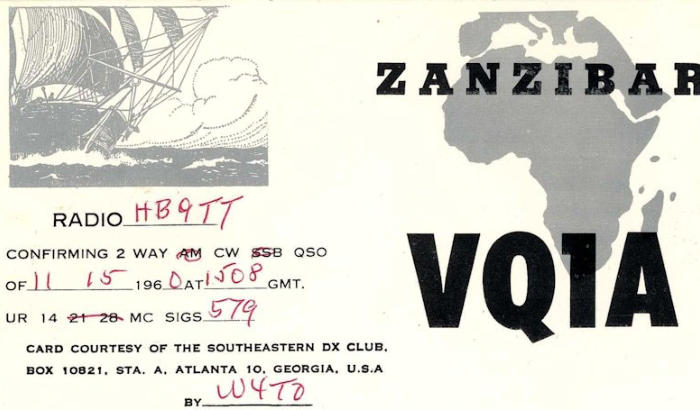 ZANZIBAR
VQ1A
RADIO HB9TT
CONFIRMING 2 WAY AM CW SSB QSO
OF 11 15 1960 AT 1508 GMT.
UR 14 21 28 MC SIGS 579
CARD COURTESY OF THE SOUTHEASTERN DX CLUB,
BOX 10821, STA. A, ATLANTA 10, GEORGIA, U.S.A
BY W4TO